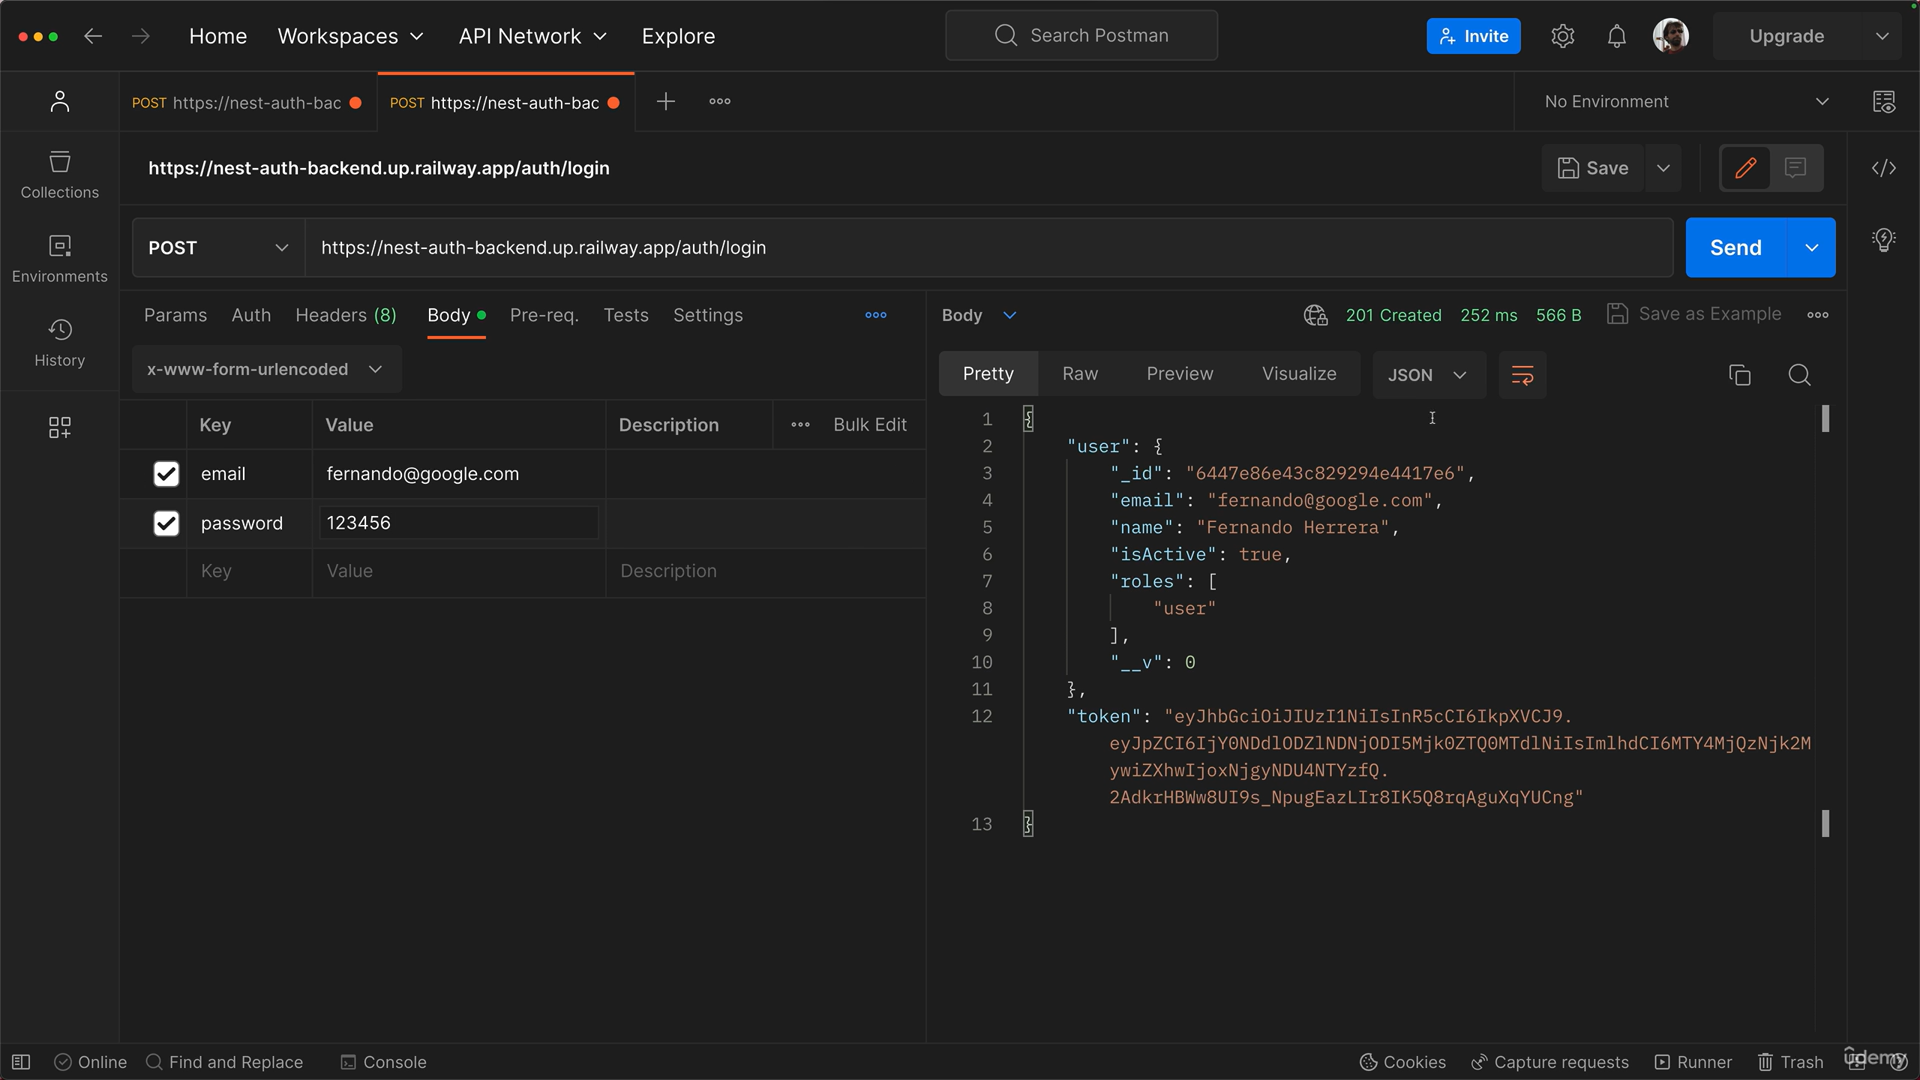 Home
Workspaces
API Network
Explore
Search Postman
Invite
Upgrade
POST https://nest-auth-bac
POST https://nest-auth-bac
No Environment
https://nest-auth-backend.up.railway.app/auth/login
Save
Collections
POST
https://nest-auth-backend.up.railway.app/auth/login
Send
Environments
Params
Auth
Headers (8)
Body
Pre-req.
Tests
Settings
Body
201 Created
252 ms
566 B
Save as Example
History
x-www-form-urlencoded
Pretty
Raw
Preview
Visualize
JSON
Key
Value
Description
Bulk Edit
email
fernando@google.com
password
123456
Key
Value
Description
1 {
2 "user": {
3 "_id": "6447e86e43c829294e4417e6",
4 "email": "fernando@google.com",
5 "name": "Fernando Herrera",
6 "isActive": true,
7 "roles": [
8 "user"
9 ],
10 "__v": 0
11 },
12 "token": "eyJhbGciOiJIUzI1NiIsInR5cCI6IkpXVCJ9.
eyJpZCI6IjY0NDdlODZlNDNjODI5Mjk0ZTQ0MTdlNiIsImlhdCI6MTY4MjQzNjk2M
ywiZXhwIjoxNjgyNDU4NTYzfQ.
2AdkrHBWw8UI9s_NpugEazLIr8IK5Q8rqAguXqYUCng"
13 }
Online
Find and Replace
Console
Cookies
Capture requests
Runner
Trash
ûdemy